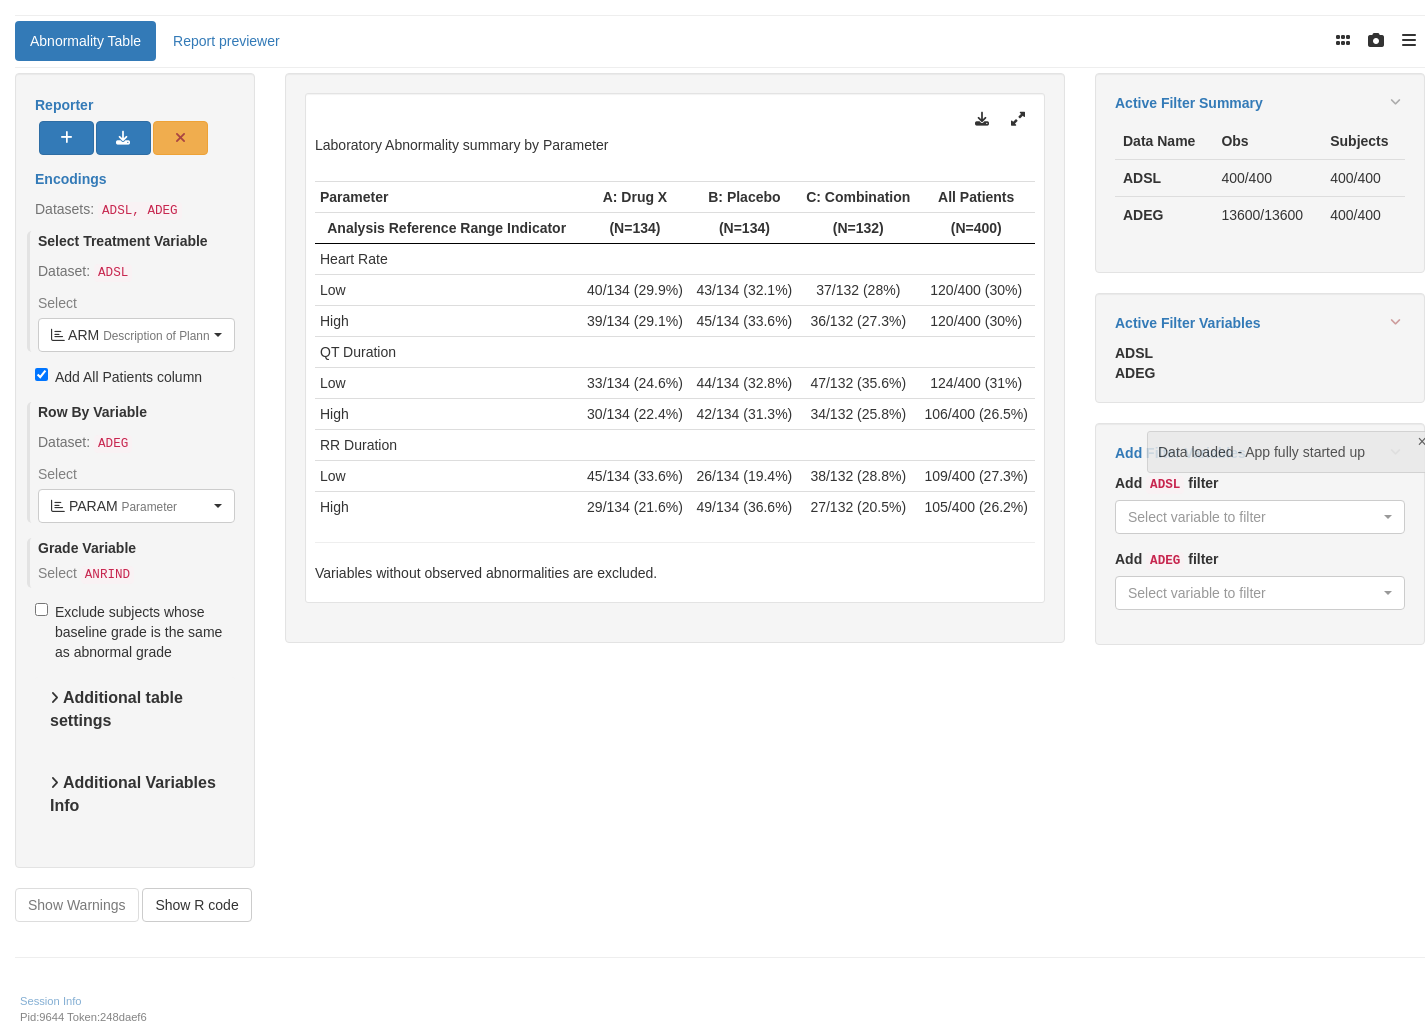 Abnormality Table
Report previewer
Reporter
Encodings
Datasets: ADSL, ADEG
Select Treatment Variable
Dataset: ADSL
Select
ARM Description of Plann
Add All Patients column
Row By Variable
Dataset: ADEG
Select
PARAM Parameter
Grade Variable
Select ANRIND
Exclude subjects whose
baseline grade is the same
as abnormal grade
Additional table
settings
Additional Variables
Info
Show Warnings
Show R code
Laboratory Abnormality summary by Parameter
Parameter A: Drug X B: Placebo C: Combination All Patients
Analysis Reference Range Indicator (N=134) (N=134) (N=132) (N=400)
Heart Rate
Low 40/134 (29.9%) 43/134 (32.1%) 37/132 (28%) 120/400 (30%)
High 39/134 (29.1%) 45/134 (33.6%) 36/132 (27.3%) 120/400 (30%)
QT Duration
Low 33/134 (24.6%) 44/134 (32.8%) 47/132 (35.6%) 124/400 (31%)
High 30/134 (22.4%) 42/134 (31.3%) 34/132 (25.8%) 106/400 (26.5%)
RR Duration
Low 45/134 (33.6%) 26/134 (19.4%) 38/132 (28.8%) 109/400 (27.3%)
High 29/134 (21.6%) 49/134 (36.6%) 27/132 (20.5%) 105/400 (26.2%)
Variables without observed abnormalities are excluded.
Active Filter Summary
Data Name Obs Subjects
ADSL 400/400 400/400
ADEG 13600/13600 400/400
Active Filter Variables
ADSL
ADEG
Add
Data loaded - App fully started up ×
Add ADSL filter
Select variable to filter
Add ADEG filter
Select variable to filter
Session Info
Pid:9644 Token:248daef6